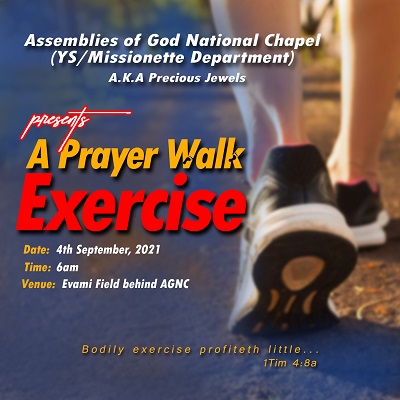 Assemblies of God National Chapel
(YS/Missionette Department)
A.K.A Precious Jewels
presents
A Prayer Walk
Exercise
Date: 4th September, 2021
Time: 6am
Venue: Evami Field behind AGNC
Bodily exercise profiteth little...
1Tim 4:8a